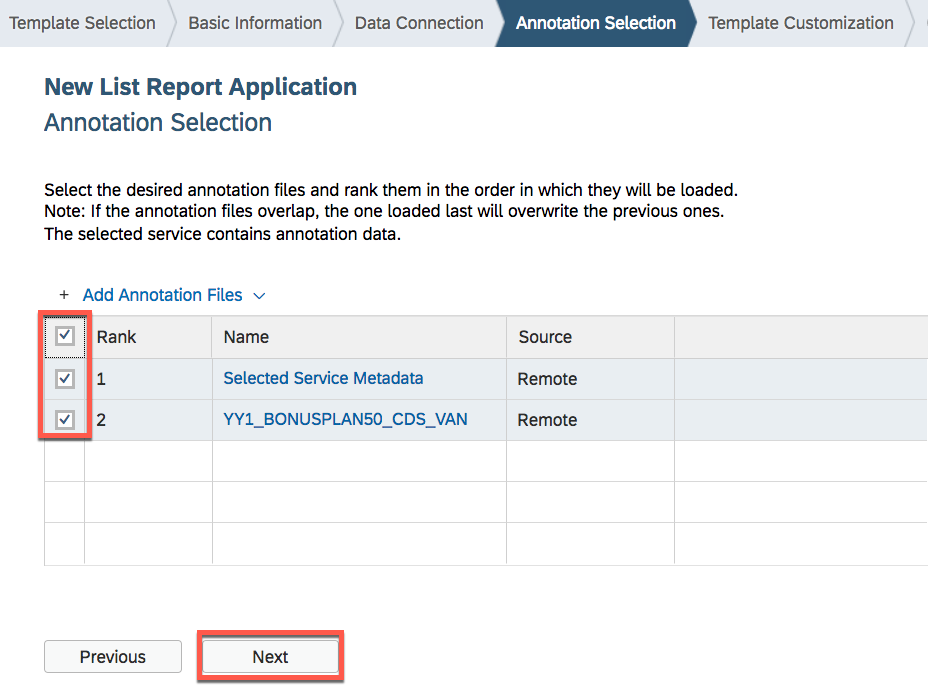 Template Selection Basic Information Data Connection Annotation Selection Template Customization
New List Report Application
Annotation Selection
Select the desired annotation files and rank them in the order in which they will be loaded.
Note: If the annotation files overlap, the one loaded last will overwrite the previous ones.
The selected service contains annotation data.
+ Add Annotation Files
Rank Name Source
1 Selected Service Metadata Remote
2 YY1_BONUSPLAN50_CDS_VAN Remote
Previous Next